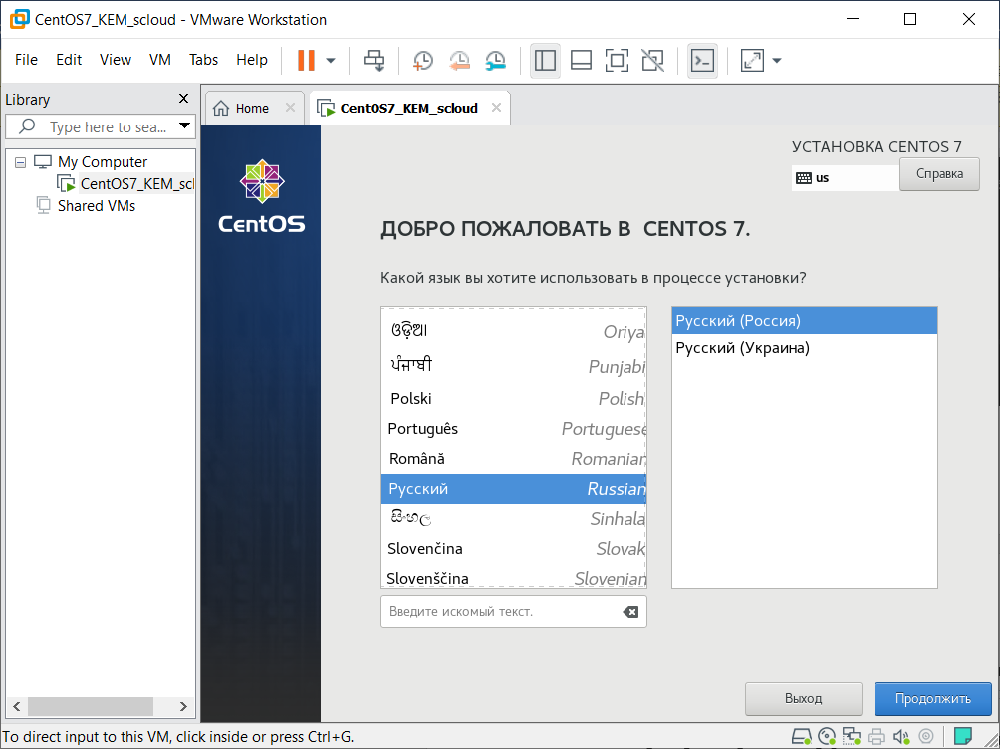 CentOS7_KEM_scloud - VMware Workstation
File Edit View VM Tabs Help
Library
Type here to sea...
My Computer
CentOS7_KEM_scl
Shared VMs
Home
CentOS7_KEM_scloud
CentOS
УСТАНОВКА CENTOS 7
us
Справка
ДОБРО ПОЖАЛОВАТЬ В CENTOS 7.
Какой язык вы хотите использовать в процессе установки?
ଓଡ଼ିଆ Oriya
ਪੰਜਾਬੀ Punjabi
Polski Polish
Português Portuguese
Română Romanian
Русский Russian
සිංහල Sinhala
Slovenčina Slovak
Slovenščina Slovenian
Русский (Россия)
Русский (Украина)
Введите искомый текст.
Выход
Продолжить
To direct input to this VM, click inside or press Ctrl+G.